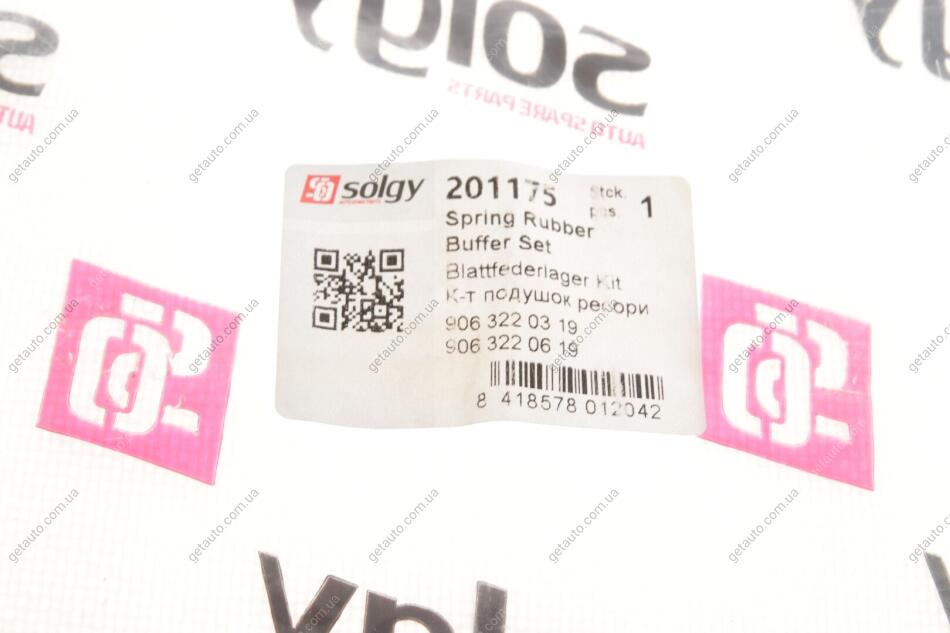 solgy
AUTO SPARE PARTS
AUTO
solgy 201175 Stck. pcs. 1
Spring Rubber
Buffer Set
Blattfederlager Kit
К-т подушок ресори
906 322 03 19
906 322 06 19
8 418578 012042
getauto.com.ua